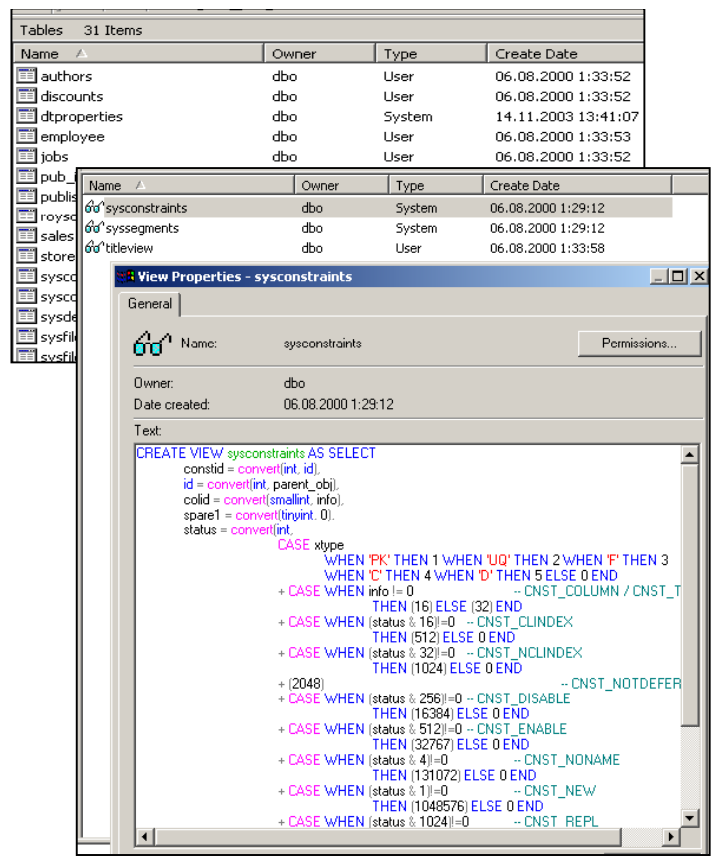 Tables 31 Items
Name Owner Type Create Date
authors dbo User 06.08.2000 1:33:52
discounts dbo User 06.08.2000 1:33:52
dtproperties dbo System 14.11.2003 13:41:07
employee dbo User 06.08.2000 1:33:53
jobs dbo User 06.08.2000 1:33:52
pub_i
publis
roysc
sales
store
sysco
sysco
sysde
sysfil
sysfil
Name Owner Type Create Date
sysconstraints dbo System 06.08.2000 1:29:12
syssegments dbo System 06.08.2000 1:29:12
titleview dbo User 06.08.2000 1:33:58
View Properties - sysconstraints
General
Name: sysconstraints Permissions...
Owner: dbo
Date created: 06.08.2000 1:29:12
Text:
CREATE VIEW sysconstraints AS SELECT
constid = convert(int, id),
id = convert(int, parent_obj),
colid = convert(smallint, info),
spare1 = convert(tinyint, 0),
status = convert(int,
CASE xtype
WHEN 'PK' THEN 1 WHEN 'UQ' THEN 2 WHEN 'F' THEN 3
WHEN 'C' THEN 4 WHEN 'D' THEN 5 ELSE 0 END
+ CASE WHEN info != 0 -- CNST_COLUMN / CNST_T
THEN (16) ELSE (32) END
+ CASE WHEN (status & 16)!=0 -- CNST_CLINDEX
THEN (512) ELSE 0 END
+ CASE WHEN (status & 32)!=0 -- CNST_NCLINDEX
THEN (1024) ELSE 0 END
+ (2048) -- CNST_NOTDEFER
+ CASE WHEN (status & 256)!=0 -- CNST_DISABLE
THEN (16384) ELSE 0 END
+ CASE WHEN (status & 512)!=0 -- CNST_ENABLE
THEN (32767) ELSE 0 END
+ CASE WHEN (status & 4)!=0 -- CNST_NONAME
THEN (131072) ELSE 0 END
+ CASE WHEN (status & 1)!=0 -- CNST_NEW
THEN (1048576) ELSE 0 END
+ CASE WHEN (status & 1024)!=0 -- CNST_REPL